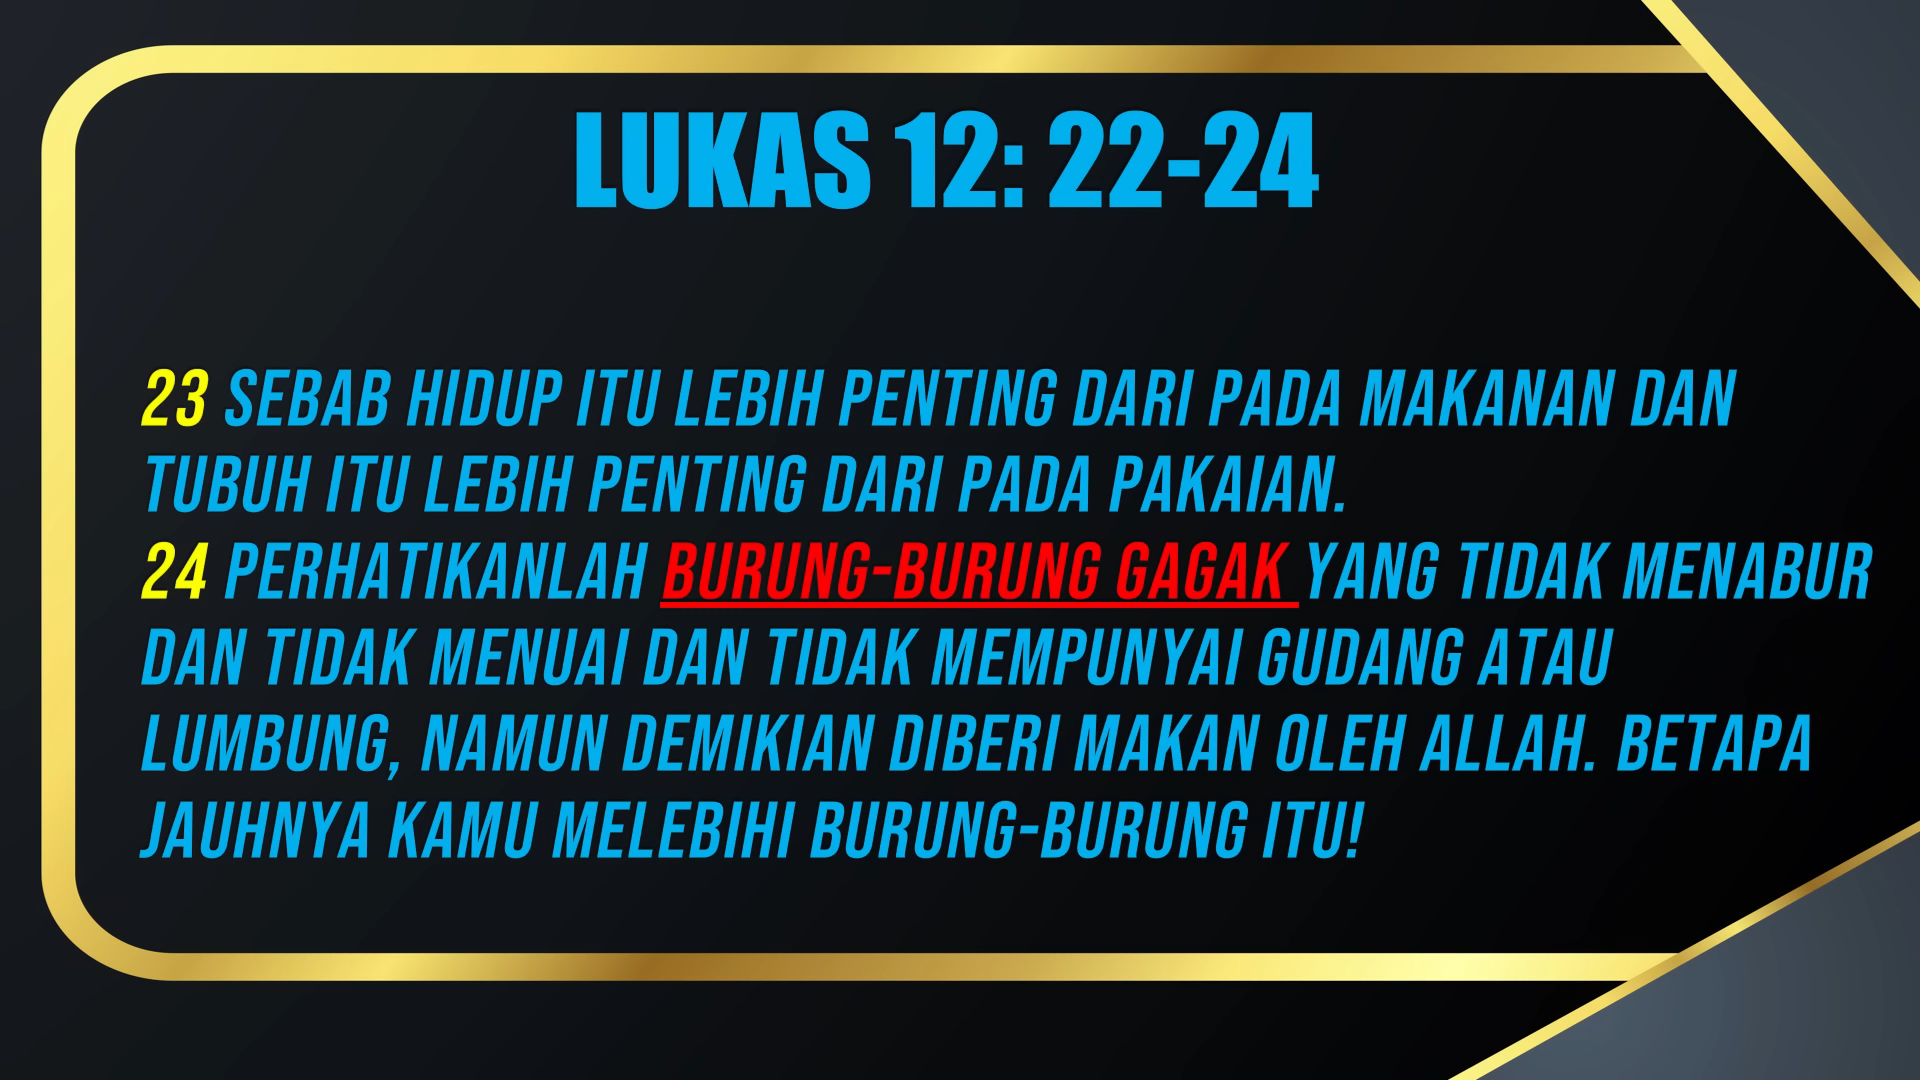 LUKAS 12: 22-24
23 SEBAB HIDUP ITU LEBIH PENTING DARI PADA MAKANAN DAN
TUBUH ITU LEBIH PENTING DARI PADA PAKAIAN.
24 PERHATIKANLAH BURUNG-BURUNG GAGAK YANG TIDAK MENABUR
DAN TIDAK MENUAI DAN TIDAK MEMPUNYAI GUDANG ATAU
LUMBUNG, NAMUN DEMIKIAN DIBERI MAKAN OLEH ALLAH. BETAPA
JAUHNYA KAMU MELEBIHI BURUNG-BURUNG ITU!